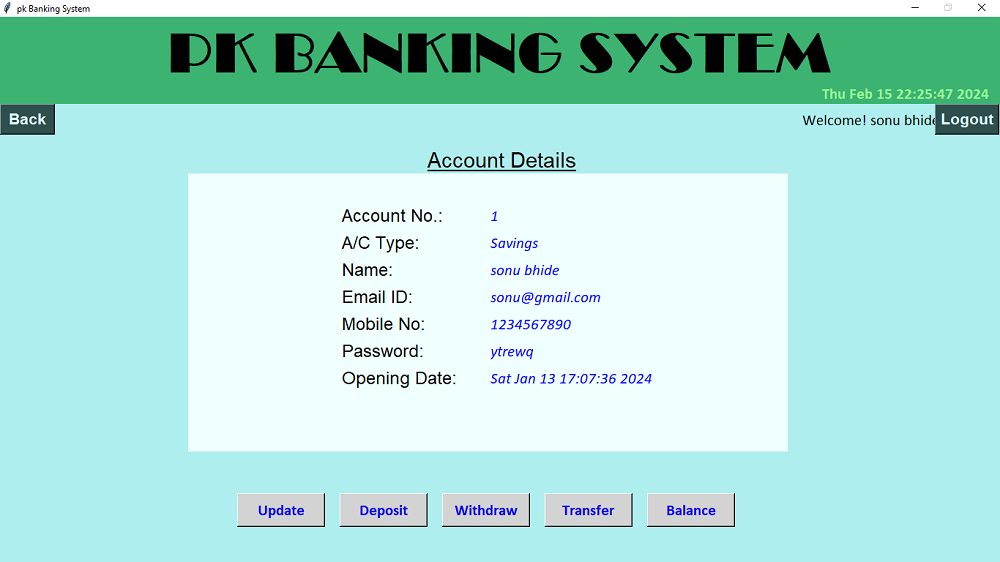 pk Banking System
PK BANKING SYSTEM
Thu Feb 15 22:25:47 2024
Back
Welcome! sonu bhide
Logout
Account Details
Account No.: 1
A/C Type: Savings
Name: sonu bhide
Email ID: sonu@gmail.com
Mobile No: 1234567890
Password: ytrewq
Opening Date: Sat Jan 13 17:07:36 2024
Update Deposit Withdraw Transfer Balance